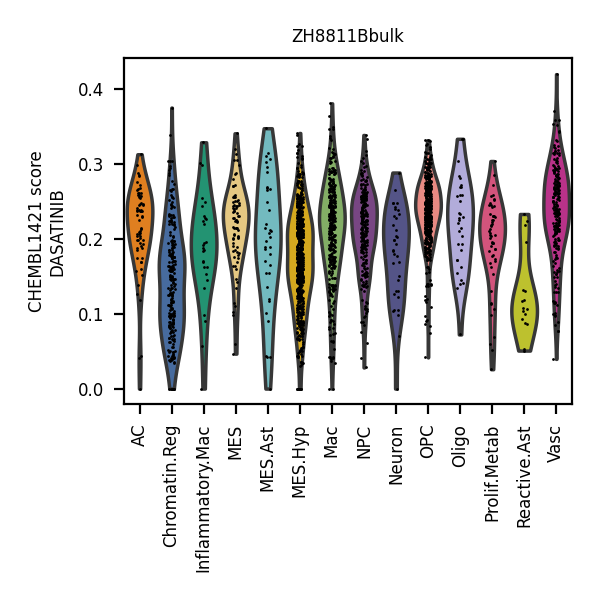 ZH8811Bbulk
CHEMBL1421 score
DASATINIB
0.4
0.3
0.2
0.1
0.0
AC
Chromatin.Reg
Inflammatory.Mac
MES
MES.Ast
MES.Hyp
Mac
NPC
Neuron
OPC
Oligo
Prolif.Metab
Reactive.Ast
Vasc